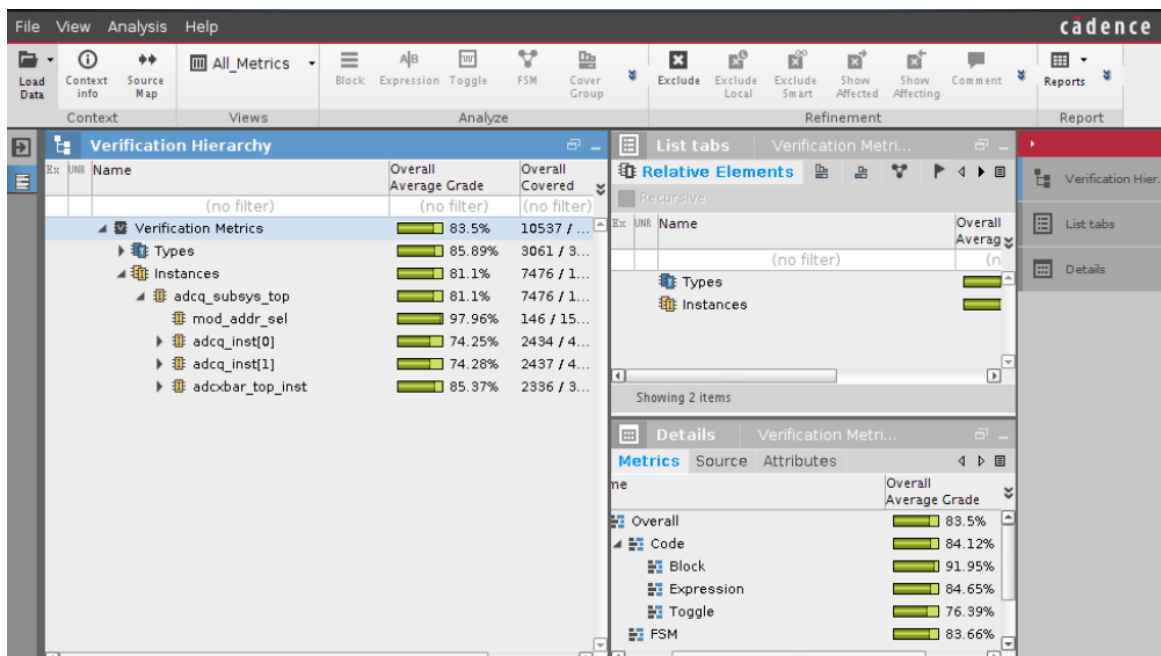 File View Analysis Help
cādence
Load Data
Context info
Source Map
All_Metrics
Block
Expression
Toggle
FSM
Cover Group
Exclude
Exclude Local
Exclude Smart
Show Affected
Show Affecting
Comment
Reports
Context
Views
Analyze
Refinement
Report
Verification Hierarchy
Ex UNR Name Overall Average Grade Overall Covered
(no filter) (no filter) (no filter)
Verification Metrics 83.5% 10537 / ...
Types 85.89% 3061 / 3...
Instances 81.1% 7476 / 1...
adcq_subsys_top 81.1% 7476 / 1...
mod_addr_sel 97.96% 146 / 15...
adcq_inst[0] 74.25% 2434 / 4...
adcq_inst[1] 74.28% 2437 / 4...
adcxbar_top_inst 85.37% 2336 / 3...
List tabs Verification Metri...
Relative Elements
Recursive
Ex UNR Name Overall Averag
(no filter) (n
Types
Instances
Showing 2 items
Details Verification Metri...
Metrics Source Attributes
me Overall Average Grade
Overall 83.5%
Code 84.12%
Block 91.95%
Expression 84.65%
Toggle 76.39%
FSM 83.66%
Verification Hier.
List tabs
Details